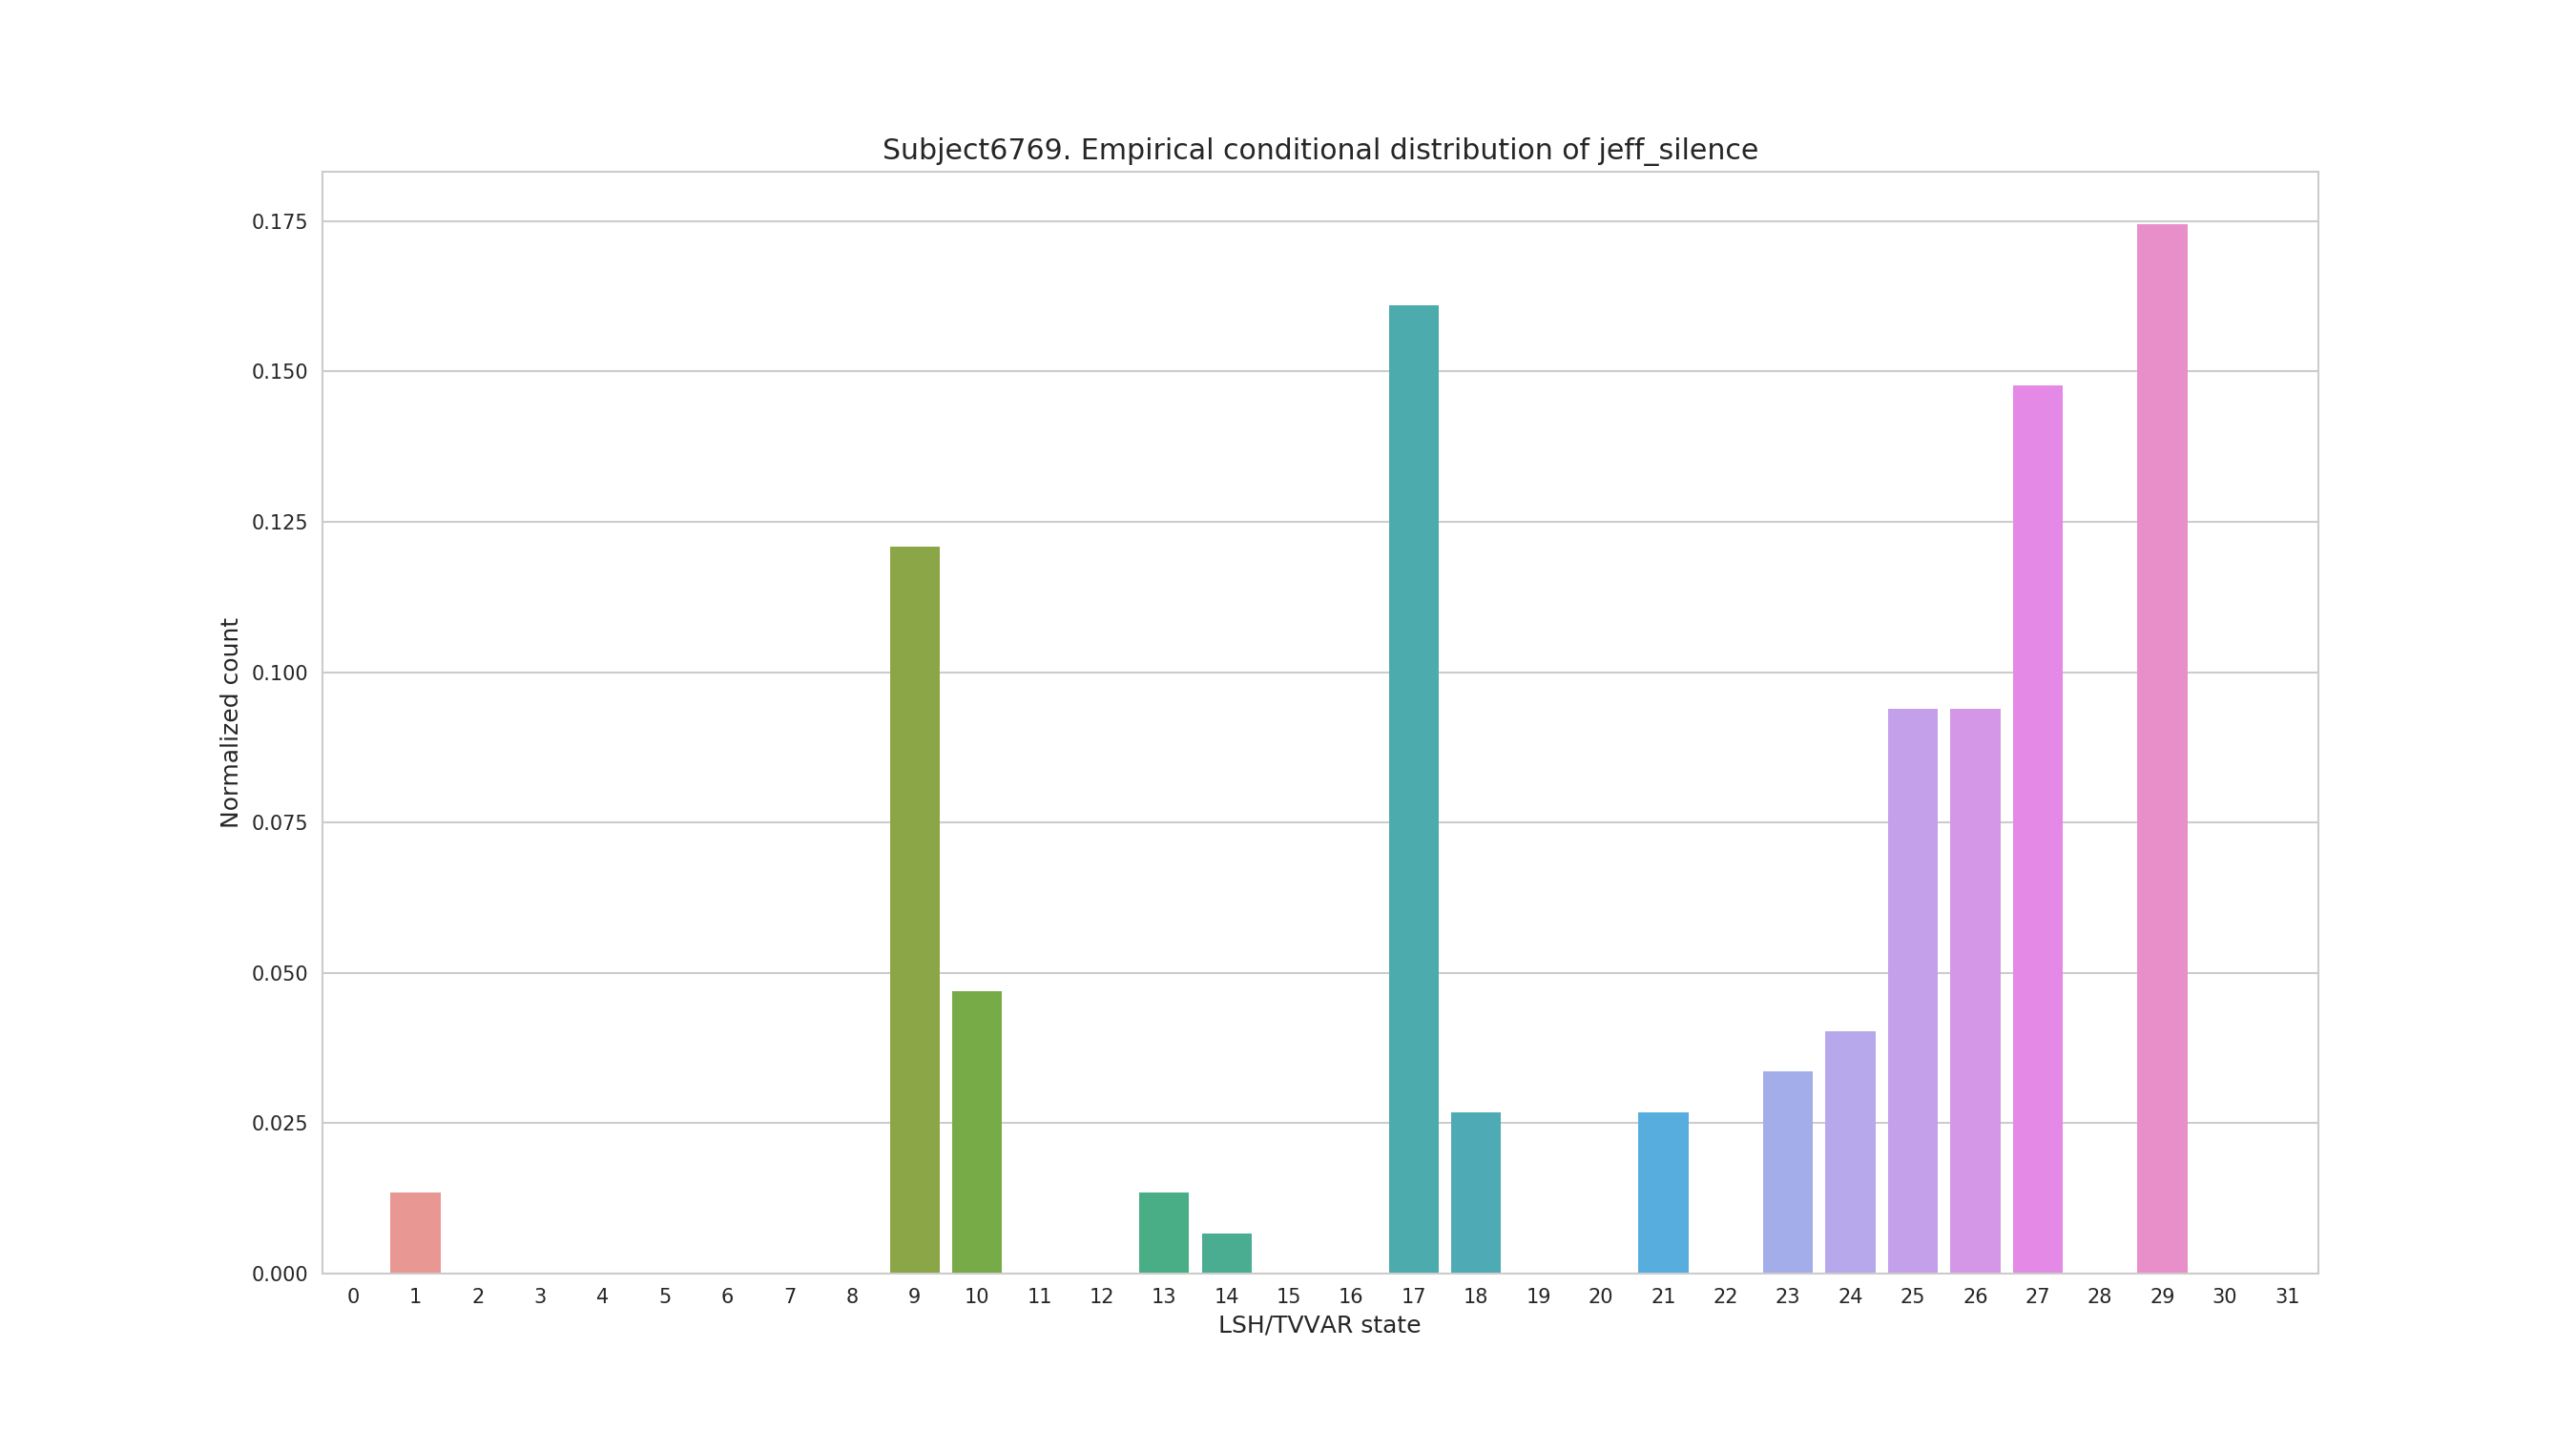 Subject6769. Empirical conditional distribution of jeff_silence
Normalized count
0.175
0.150
0.125
0.100
0.075
0.050
0.025
0.000
0 1 2 3 4 5 6 7 8 9 10 11 12 13 14 15 16 17 18 19 20 21 22 23 24 25 26 27 28 29 30 31
LSH/TVVAR state